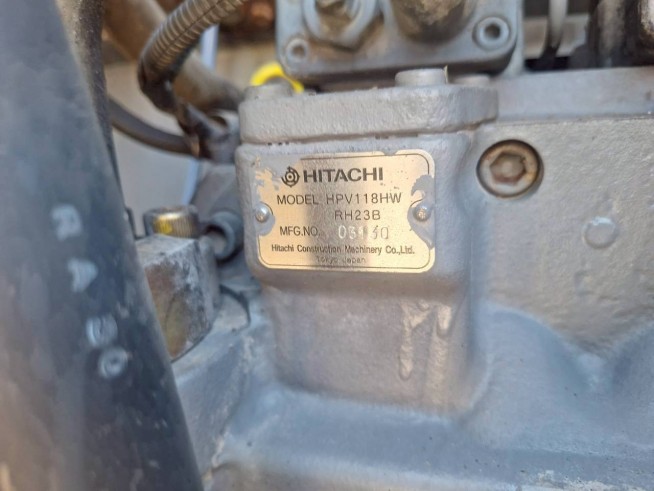 HITACHI
MODEL HPV118HW
RH23B
MFG.NO.
Hitachi Construction Machinery Co.,Ltd.
Tokyo Japan